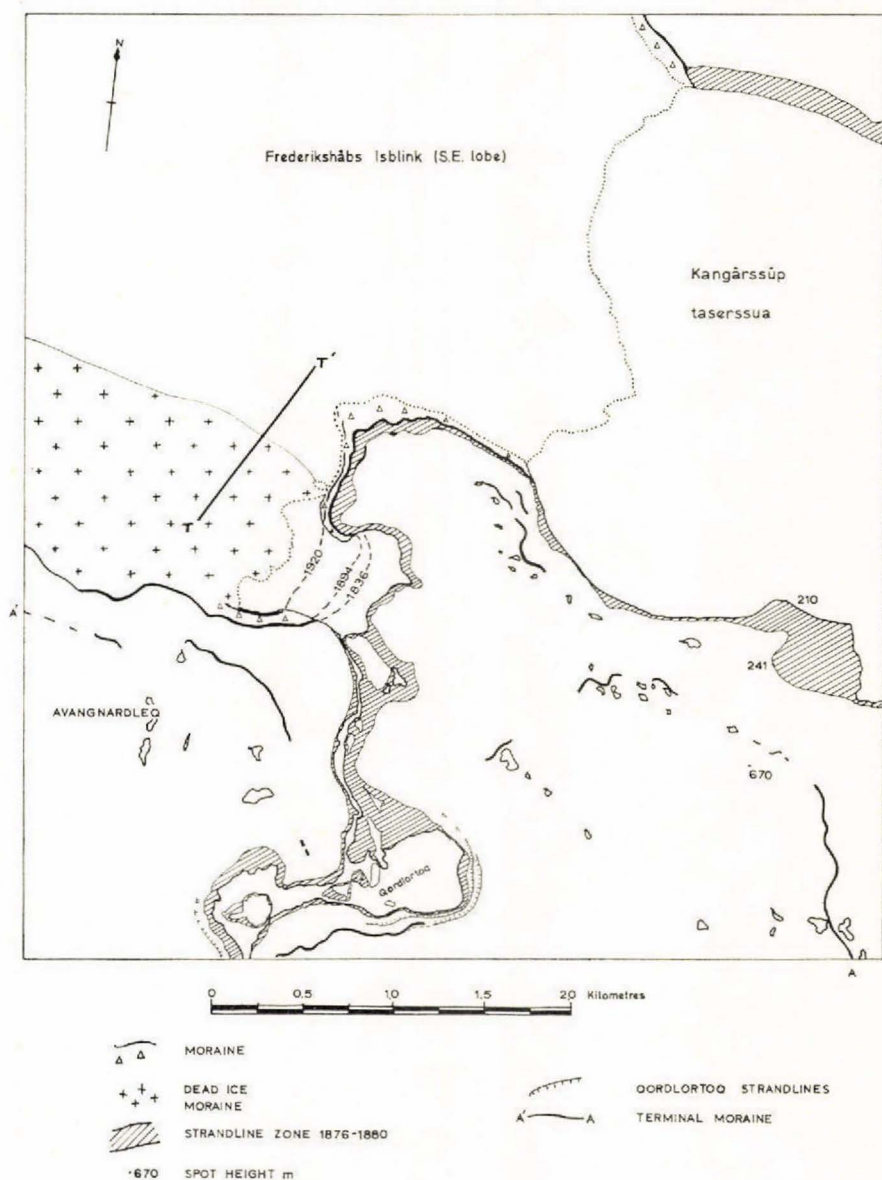 N
Frederikshåbs Isblink (S.E. lobe)
Kangârssûp
taserssua
T'
T
1920
1894
1836
A'
210
241
AVANGNARDLEQ
·670
Qordlortoq
A
0 0.5 1.0 1.5 2.0 Kilometres
MORAINE
DEAD ICE
MORAINE
STRANDLINE ZONE 1876-1880
·670 SPOT HEIGHT m
QORDLORTOQ STRANDLINES
A' A TERMINAL MORAINE